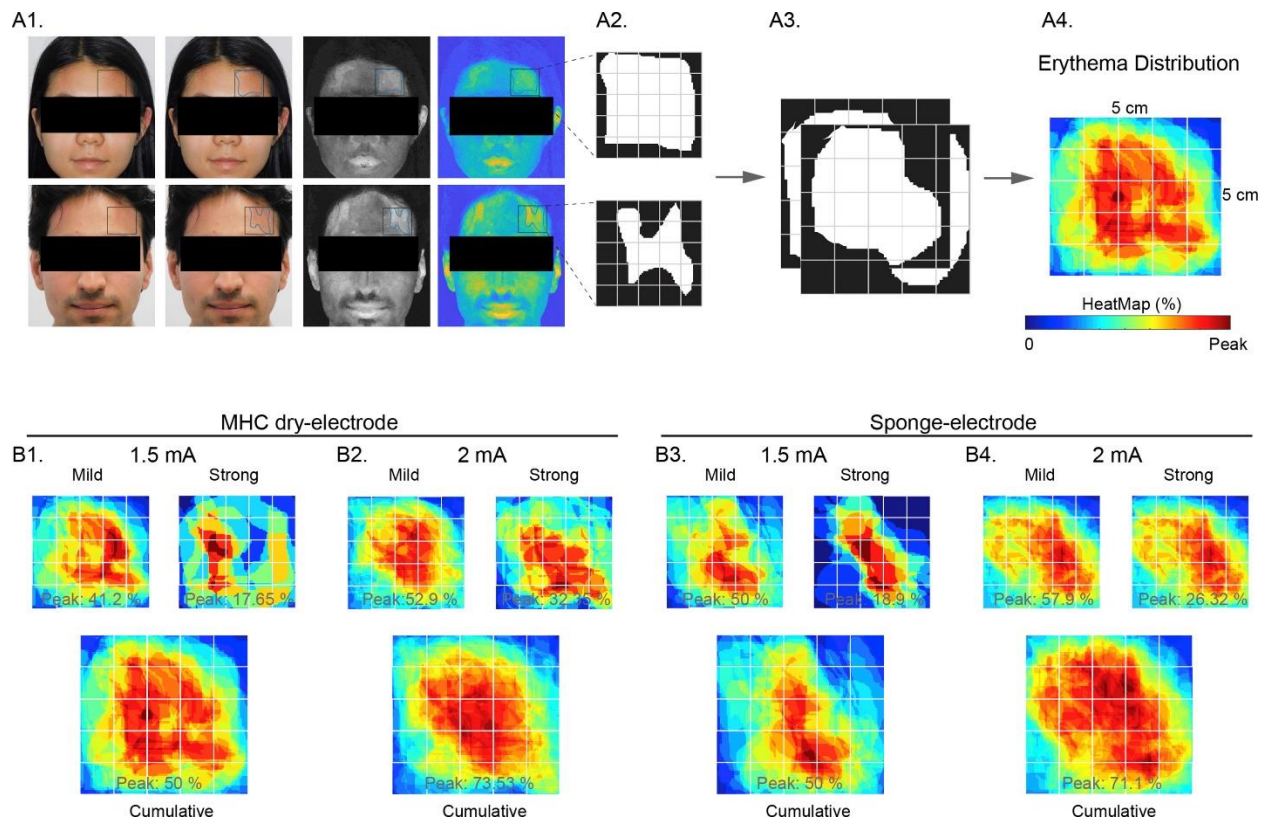 A1.
A2.
A3.
A4.
Erythema Distribution
5 cm
5 cm
HeatMap (%)
0
Peak
MHC dry-electrode
Sponge-electrode
B1.
1.5 mA
B2.
2 mA
B3.
1.5 mA
B4.
2 mA
Mild
Strong
Mild
Strong
Mild
Strong
Mild
Strong
Peak: 41.2 %
Peak: 17.65 %
Peak:52.9 %
Peak: %
Peak: 50 %
Peak: 18.9 %
Peak: 57.9 %
Peak: 26.32 %
Peak: 50 %
Peak: 73.53 %
Peak: 50 %
Peak: 71.1 %
Cumulative
Cumulative
Cumulative
Cumulative